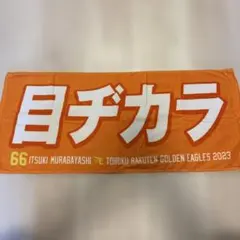 目ヂカラ
66 ITSUKI MURABAYASHI TOHOKU RAKUTEN GOLDEN EAGLES 2023